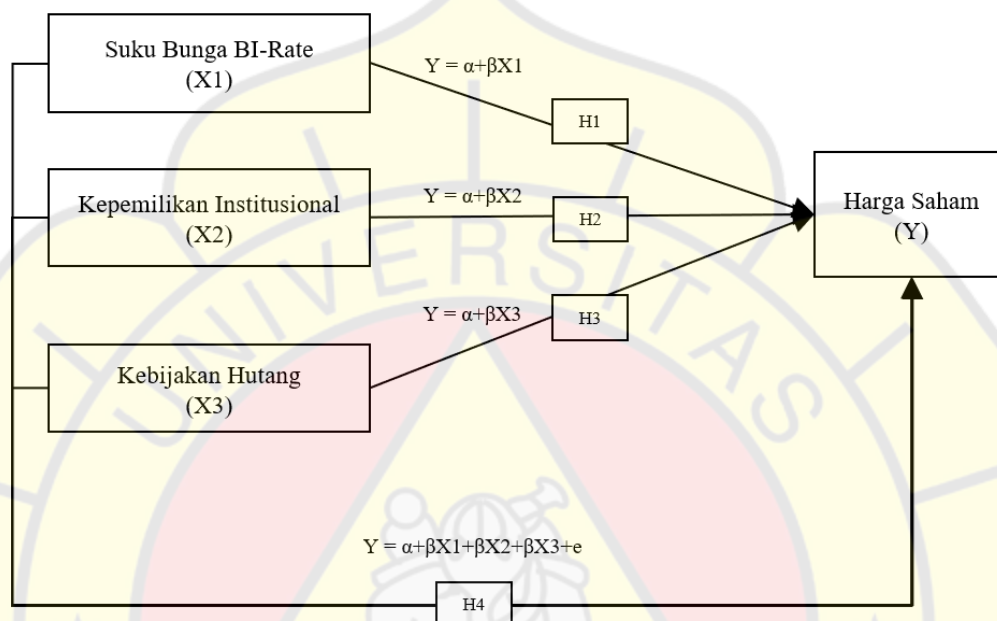 Suku Bunga BI-Rate
(X1)
Y = α+βX1
H1
Kepemilikan Institusional
(X2)
Y = α+βX2
H2
Harga Saham
(Y)
Kebijakan Hutang
(X3)
Y = α+βX3
H3
UNIVERSITAS
Y = α+βX1+βX2+βX3+e
H4